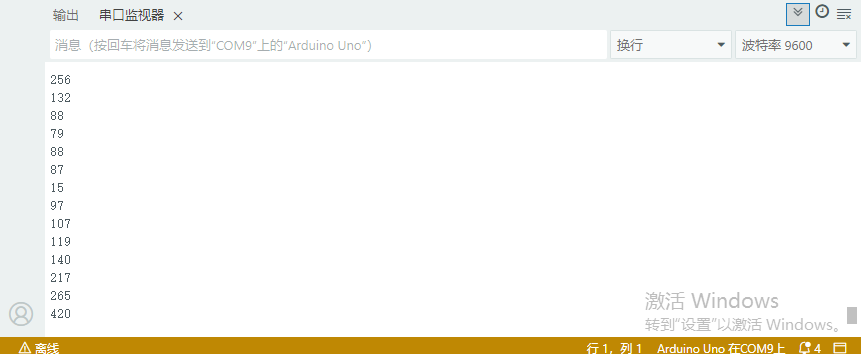 输出 串口监视器
消息（按回车将消息发送到“COM9”上的“Arduino Uno”）
换行
波特率 9600
256
132
88
79
88
87
15
97
107
119
140
217
265
420
激活 Windows
转到“设置”以激活 Windows。
离线 行 1，列 1 Arduino Uno 在COM9上 4